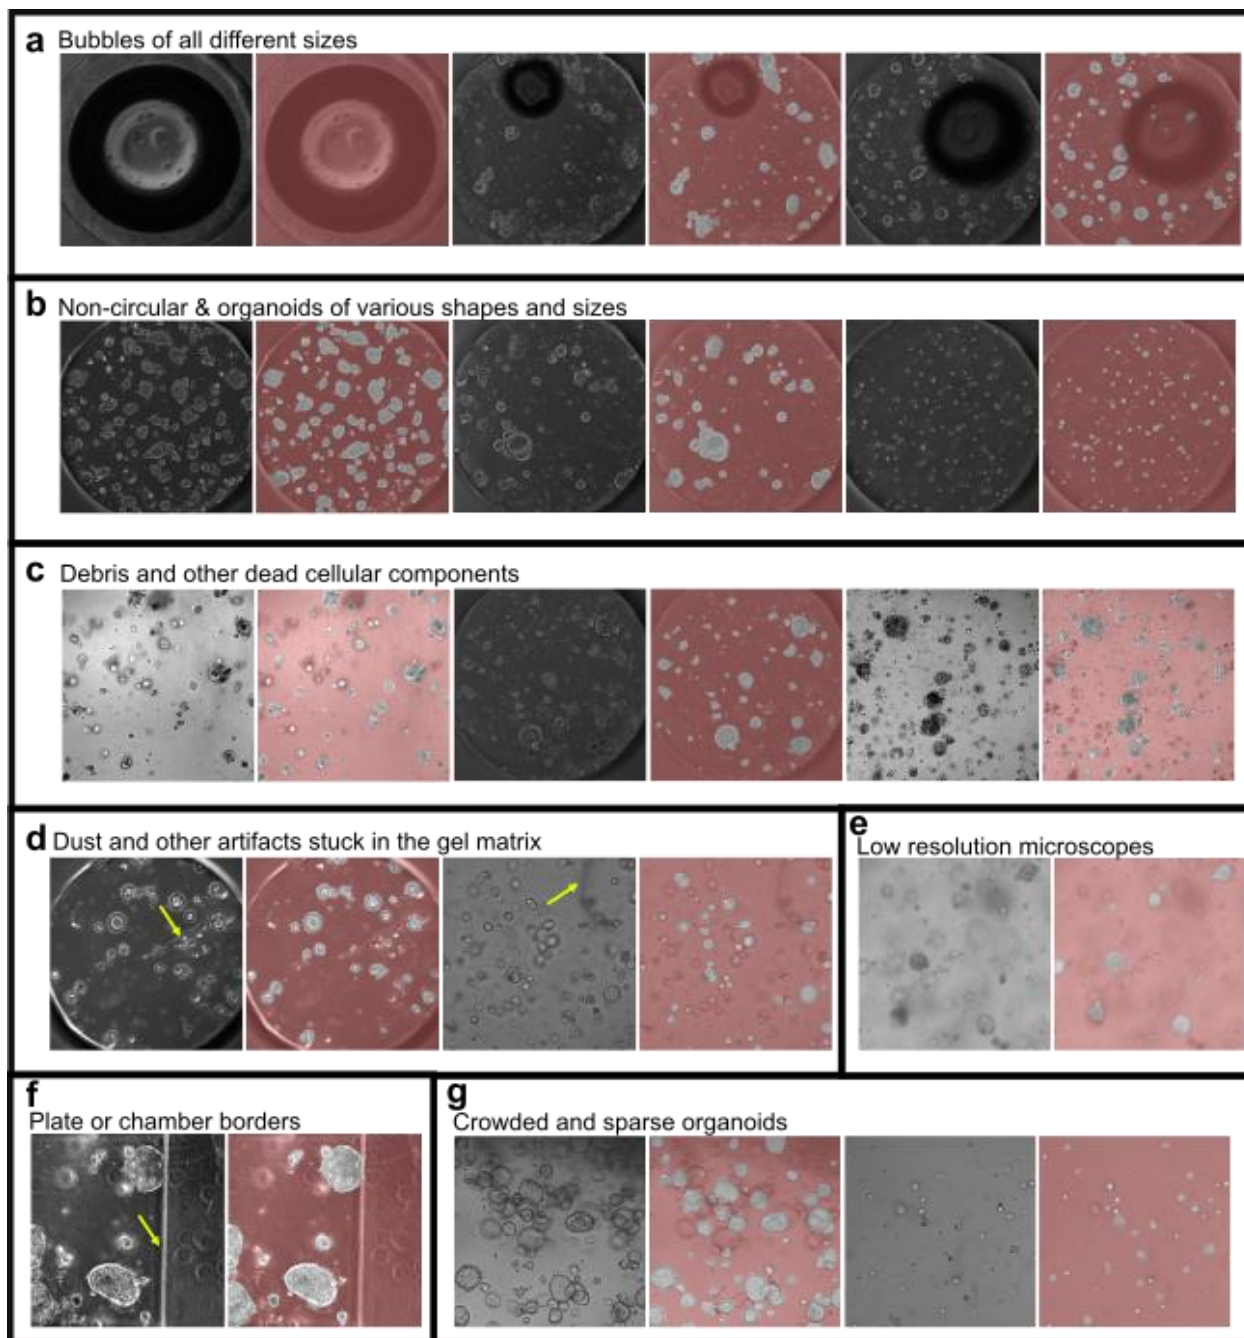 a Bubbles of all different sizes
b Non-circular & organoids of various shapes and sizes
c Debris and other dead cellular components
d Dust and other artifacts stuck in the gel matrix
e
Low resolution microscopes
f
Plate or chamber borders
g
Crowded and sparse organoids